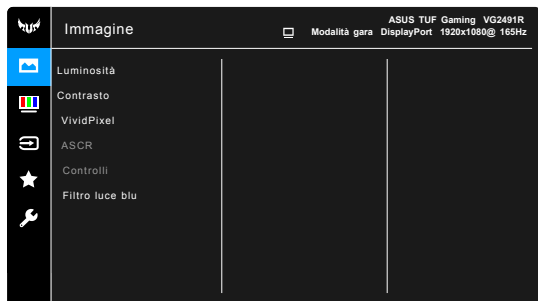 Immagine
ASUS TUF Gaming VG2491R
Modalità gara DisplayPort 1920x1080@ 165Hz
Luminosità
Contrasto
VividPixel
ASCR
Controlli
Filtro luce blu